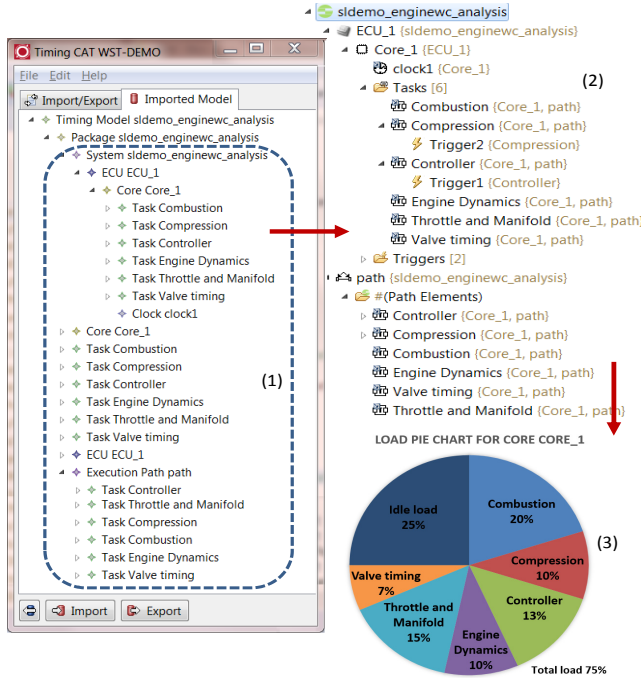 Timing CAT WST-DEMO
File Edit Help
Import/Export
Imported Model
Timing Model sldemo_enginewc_analysis
Package sldemo_enginewc_analysis
System sldemo_enginewc_analysis
ECU ECU_1
Core Core_1
Task Combustion
Task Compression
Task Controller
Task Engine Dynamics
Task Throttle and Manifold
Task Valve timing
Clock clock1
Core Core_1
Task Combustion
Task Compression
Task Controller
Task Engine Dynamics
Task Throttle and Manifold
Task Valve timing
ECU ECU_1
Execution Path path
Task Controller
Task Throttle and Manifold
Task Compression
Task Combustion
Task Engine Dynamics
Task Valve timing
Import
Export
(1)
sldemo_enginewc_analysis
ECU_1 {sldemo_enginewc_analysis}
Core_1 {ECU_1}
clock1 {Core_1}
Tasks [6]
(2)
Combustion {Core_1, path}
Compression {Core_1, path}
Trigger2 {Compression}
Controller {Core_1, path}
Trigger1 {Controller}
Engine Dynamics {Core_1, path}
Throttle and Manifold {Core_1, path}
Valve timing {Core_1, path}
Triggers [2]
path {sldemo_enginewc_analysis}
#(Path Elements)
Controller {Core_1, path}
Compression {Core_1, path}
Combustion {Core_1, path}
Engine Dynamics {Core_1, path}
Valve timing {Core_1, path}
Throttle and Manifold {Core_1, path}
LOAD PIE CHART FOR CORE CORE_1
Idle load
25%
Combustion
20%
(3)
Compression
10%
Controller
13%
Engine
Dynamics
10%
Throttle and
Manifold
15%
Valve timing
7%
Total load 75%